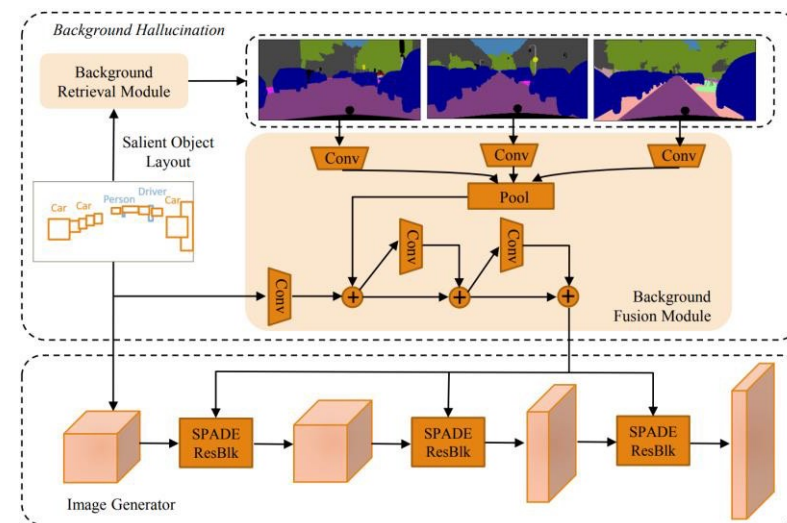 Background Hallucination
Background
Retrieval Module
Salient Object
Layout
Car
Car
Person
Driver
Car
Conv
Conv
Conv
Pool
Conv
Conv
Conv
Background
Fusion Module
SPADE
ResBlk
SPADE
ResBlk
SPADE
ResBlk
Image Generator